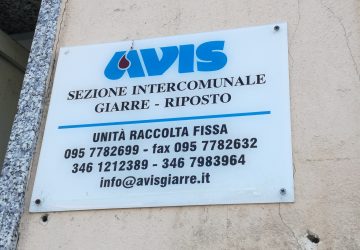 AVIS
SEZIONE INTERCOMUNALE
GIARRE - RIPOSTO
UNITÀ RACCOLTA FISSA
095 7782699 - fax 095 7782632
346 1212389 - 346 7983964
info@avisgiarre.it